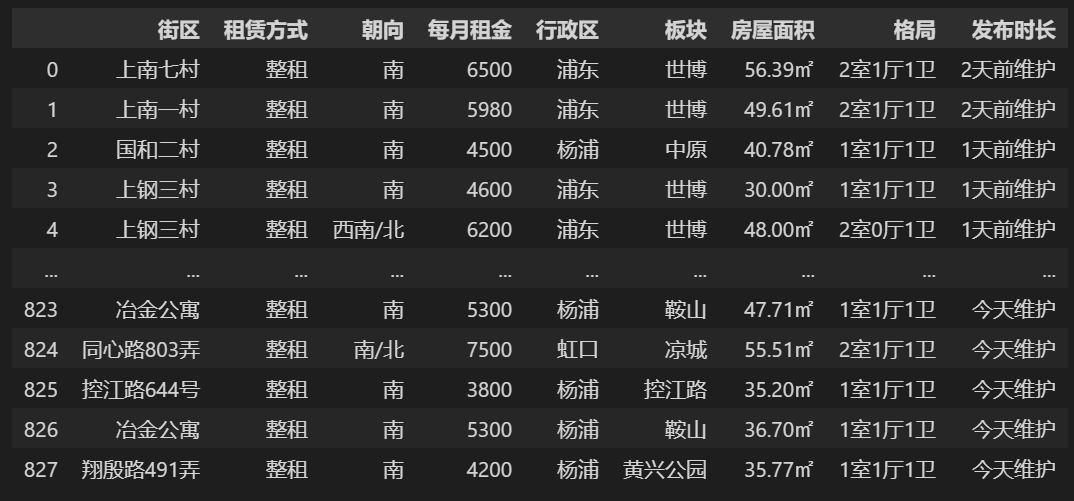 街区 租赁方式 朝向 每月租金 行政区 板块 房屋面积 格局 发布时长
0 上南七村 整租 南 6500 浦东 世博 56.39㎡ 2室1厅1卫 2天前维护
1 上南一村 整租 南 5980 浦东 世博 49.61㎡ 2室1厅1卫 2天前维护
2 国和二村 整租 南 4500 杨浦 中原 40.78㎡ 1室1厅1卫 1天前维护
3 上钢三村 整租 南 4600 浦东 世博 30.00㎡ 1室1厅1卫 1天前维护
4 上钢三村 整租 西南/北 6200 浦东 世博 48.00㎡ 2室0厅1卫 1天前维护
... ... ... ... ... ... ... ... ... ...
823 冶金公寓 整租 南 5300 杨浦 鞍山 47.71㎡ 1室1厅1卫 今天维护
824 同心路803弄 整租 南/北 7500 虹口 凉城 55.51㎡ 2室1厅1卫 今天维护
825 控江路644号 整租 南 3800 杨浦 控江路 35.20㎡ 1室1厅1卫 今天维护
826 冶金公寓 整租 南 5300 杨浦 鞍山 36.70㎡ 1室1厅1卫 今天维护
827 翔殷路491弄 整租 南 4200 杨浦 黄兴公园 35.77㎡ 1室1厅1卫 今天维护